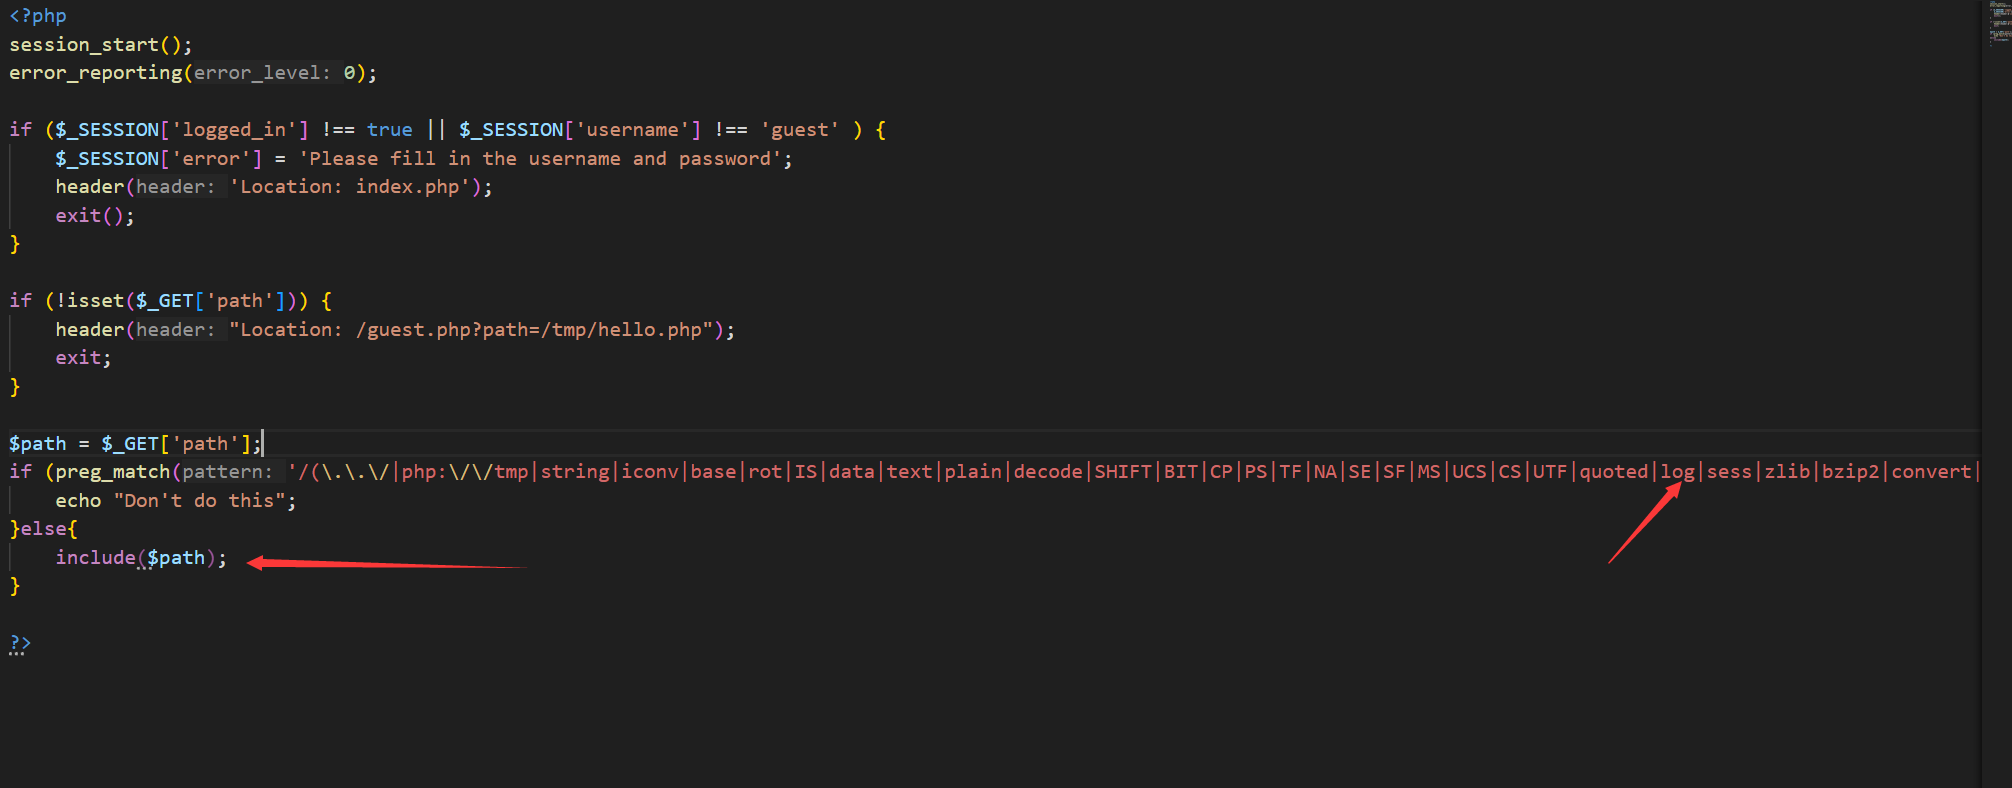 <?php
session_start();
error_reporting(error_level: 0);
if ($_SESSION['logged_in'] !== true || $_SESSION['username'] !== 'guest' ) {
    $_SESSION['error'] = 'Please fill in the username and password';
    header(header: 'Location: index.php');
    exit();
}
if (!isset($_GET['path'])) {
    header(header: "Location: /guest.php?path=/tmp/hello.php");
    exit;
}
$path = $_GET['path'];
if (preg_match(pattern: '/(\.\.\/|php:\/\/tmp|string|iconv|base|rot|IS|data|text|plain|decode|SHIFT|BIT|CP|PS|TF|NA|SE|SF|MS|UCS|CS|UTF|quoted|log|sess|zlib|bzip2|convert|
    echo "Don't do this";
}else{
    include($path);
}
?>